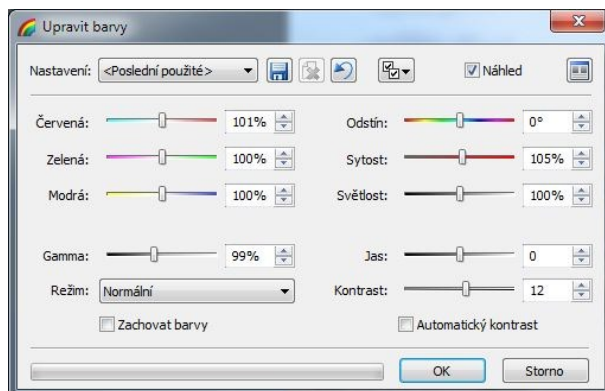 Upravit barvy
Nastavení: <Poslední použité> Náhled
Červená: 101% Odstín: 0°
Zelená: 100% Sytost: 105%
Modrá: 100% Světlost: 100%
Gamma: 99% Jas: 0
Režim: Normální Kontrast: 12
Zachovat barvy Automatický kontrast
OK Storno